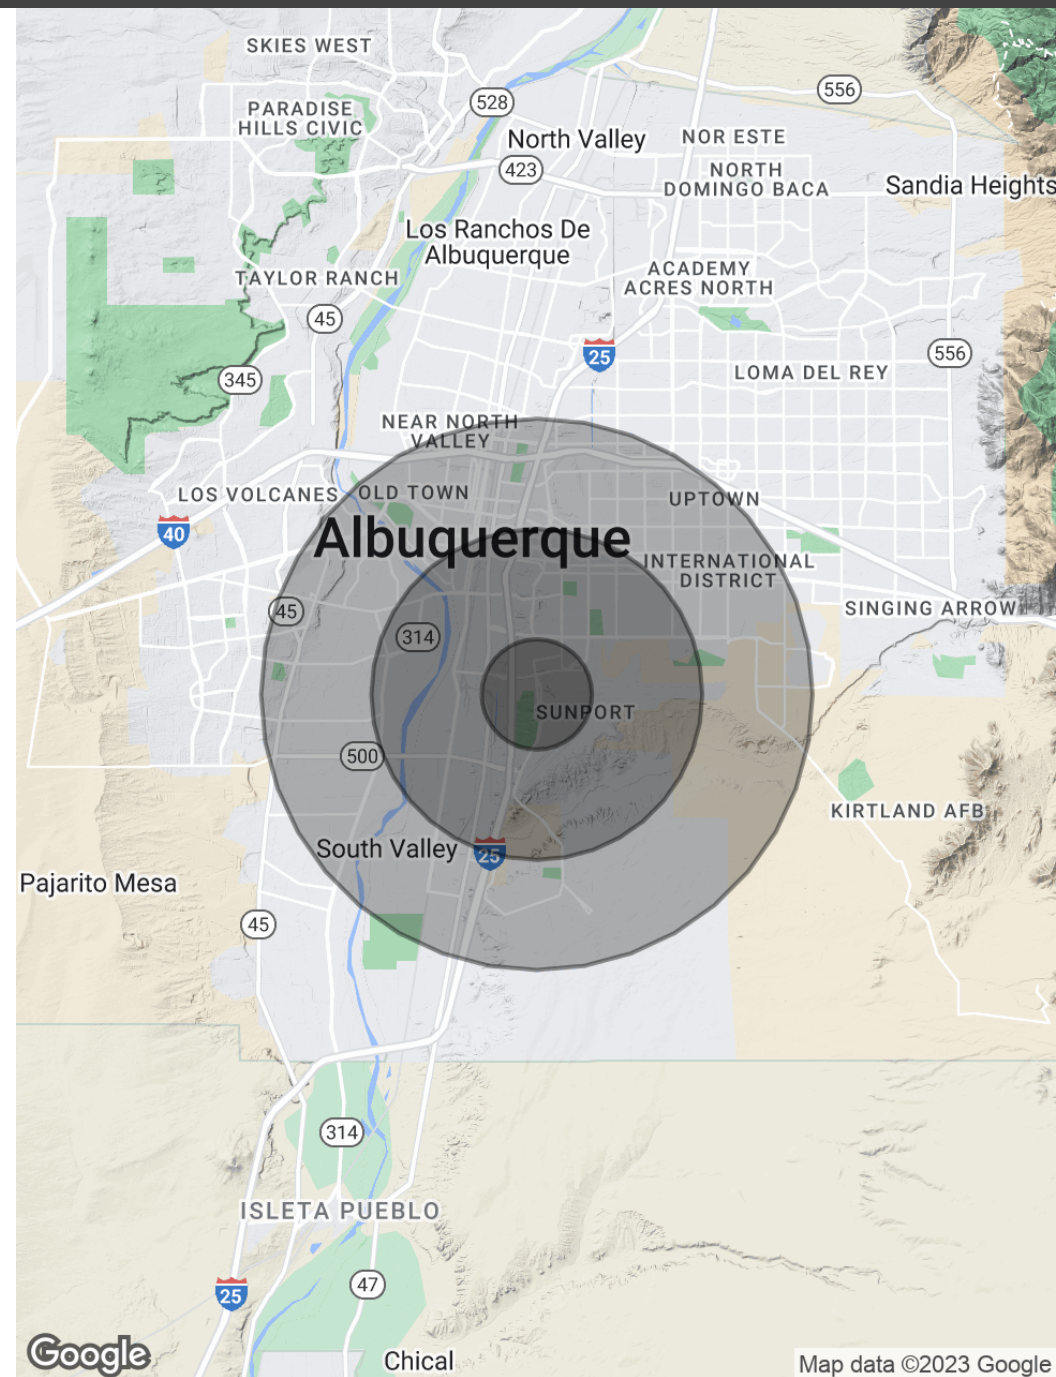 SKIES WEST
528
556
PARADISE
HILLS CIVIC
North Valley
NOR ESTE
423
NORTH
DOMINGO BACA
Sandia Heights
Los Ranchos De
Albuquerque
TAYLOR RANCH
ACADEMY
ACRES NORTH
45
25
556
345
LOMA DEL REY
NEAR NORTH
VALLEY
LOS VOLCANES
OLD TOWN
UPTOWN
40
Albuquerque
INTERNATIONAL
DISTRICT
45
SINGING ARROW
314
SUNPORT
500
KIRTLAND AFB
South Valley
25
Pajarito Mesa
45
314
ISLETA PUEBLO
47
25
Google
Chical
Map data ©2023 Google